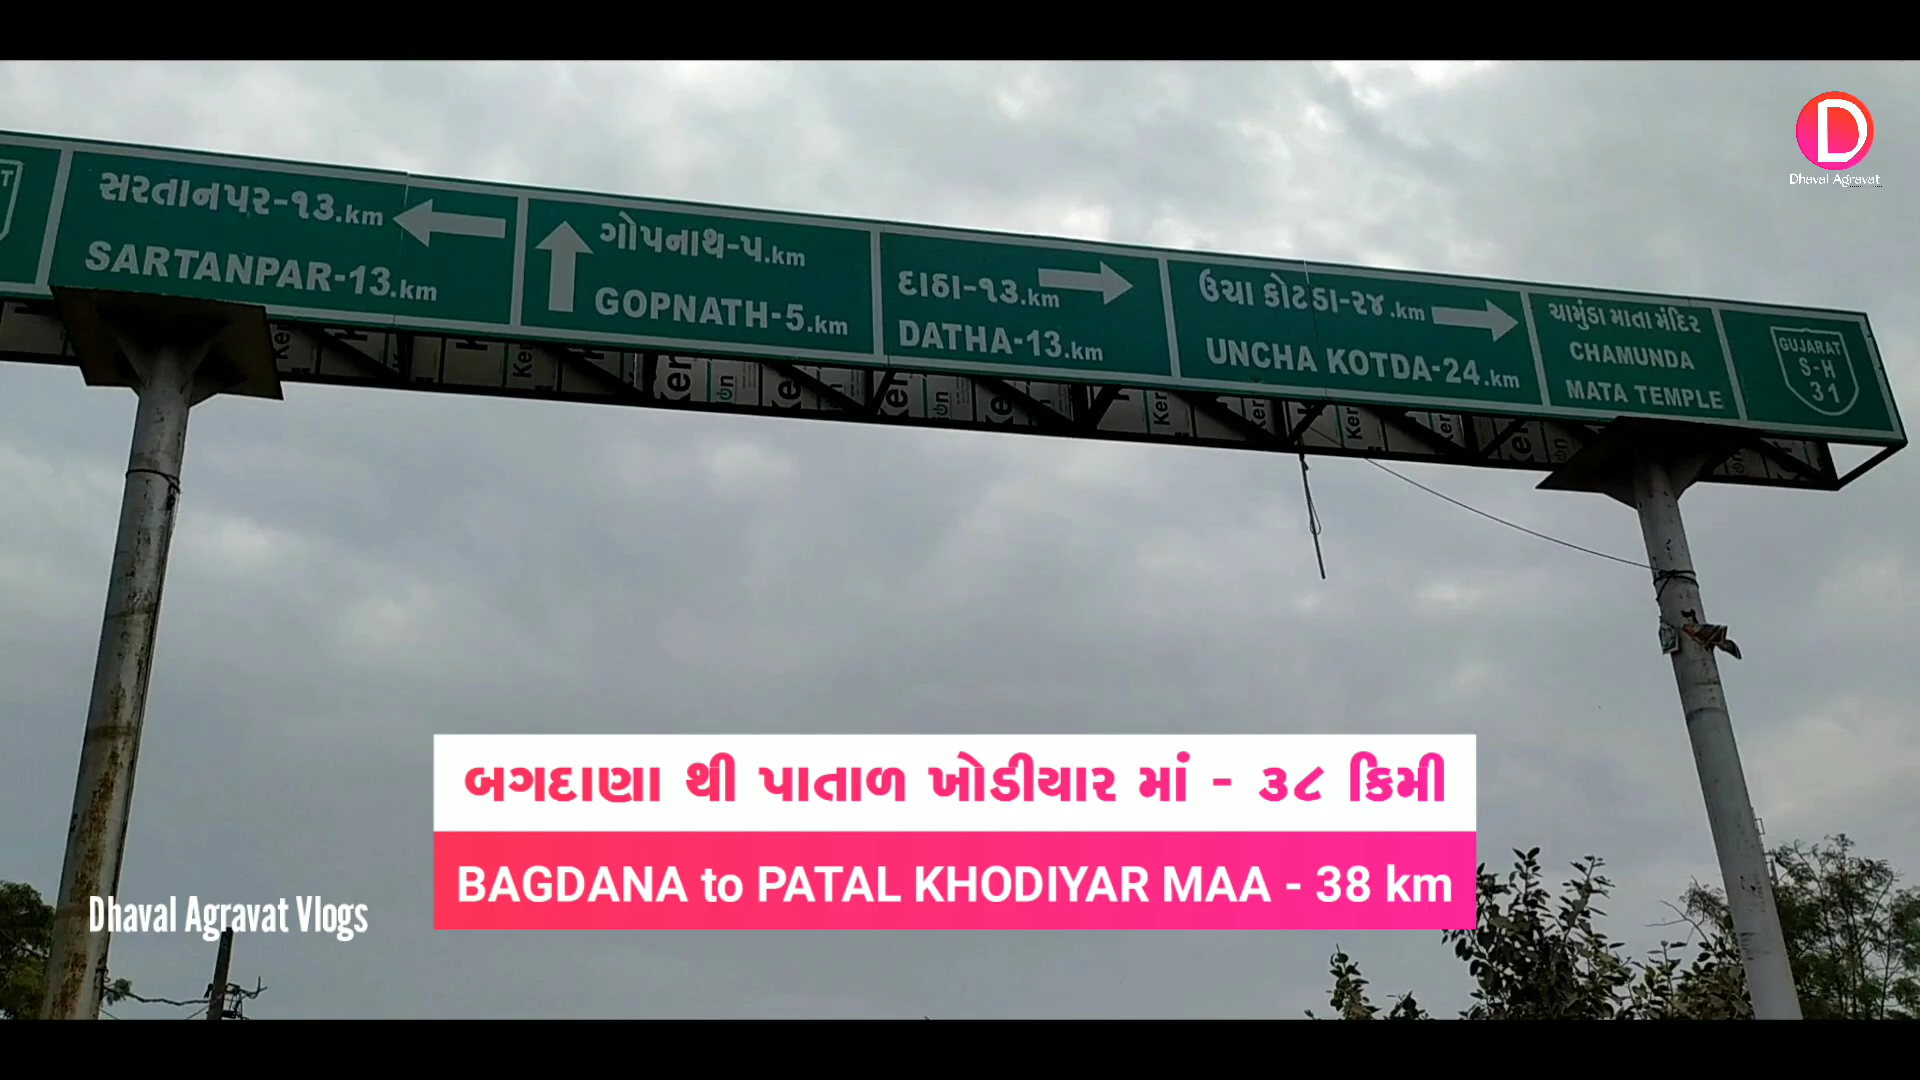 સરતાનપર-૧૩.km
SARTANPAR-13.km
ગોપનાથ-૫.km
GOPNATH-5.km
દાઠા-૧૩.km
DATHA-13.km
ઉંચા કોટડા-૨૪.km
UNCHA KOTDA-24.km
ચામુંડા માતા મંદિર
CHAMUNDA
MATA TEMPLE
GUJARAT
S-H
31
D
Dhaval Agravat
બગદાણા થી પાતાળ ખોડીયાર માં - ૩૮ કિમી
BAGDANA to PATAL KHODIYAR MAA - 38 km
Dhaval Agravat Vlogs